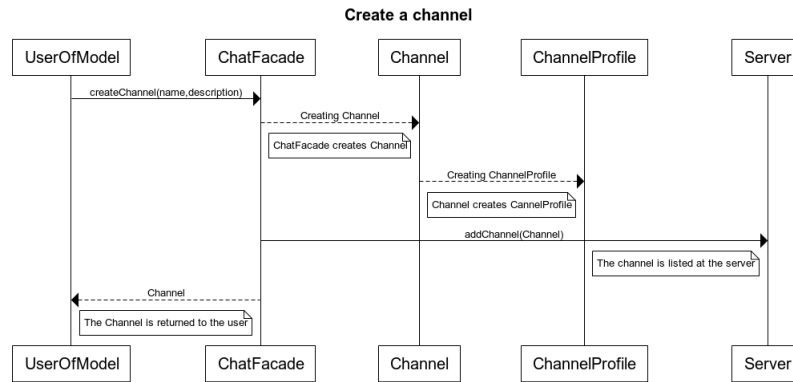 Create a channel
UserOfModel
ChatFacade
Channel
ChannelProfile
Server
createChannel(name,description)
Creating Channel
ChatFacade creates Channel
Creating ChannelProfile
Channel creates CannelProfile
addChannel(Channel)
The channel is listed at the server
Channel
The Channel is returned to the user
UserOfModel
ChatFacade
Channel
ChannelProfile
Server